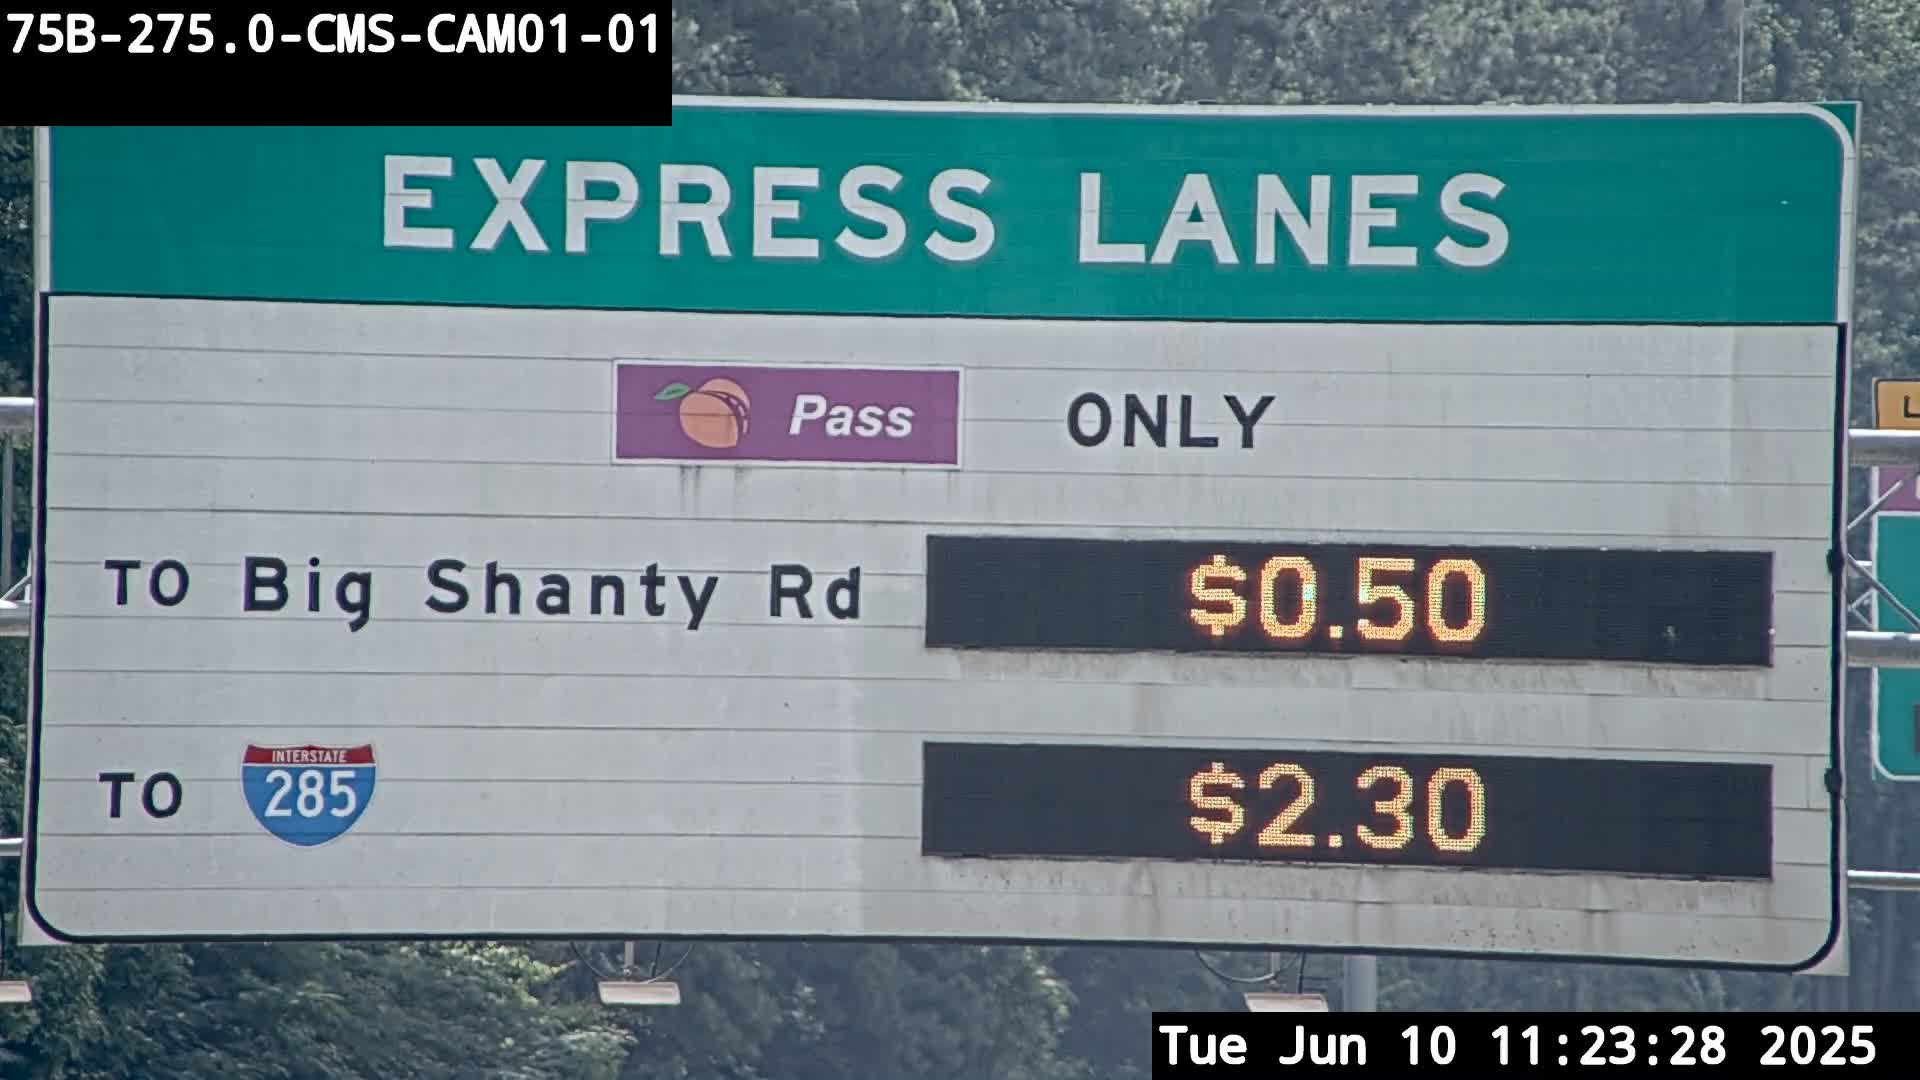 75B-275.0-CMS-CAM01-01
EXPRESS LANES
Pass ONLY
TO Big Shanty Rd $0.50
TO INTERSTATE 285 $2.30
Tue Jun 10 11:23:28 2025